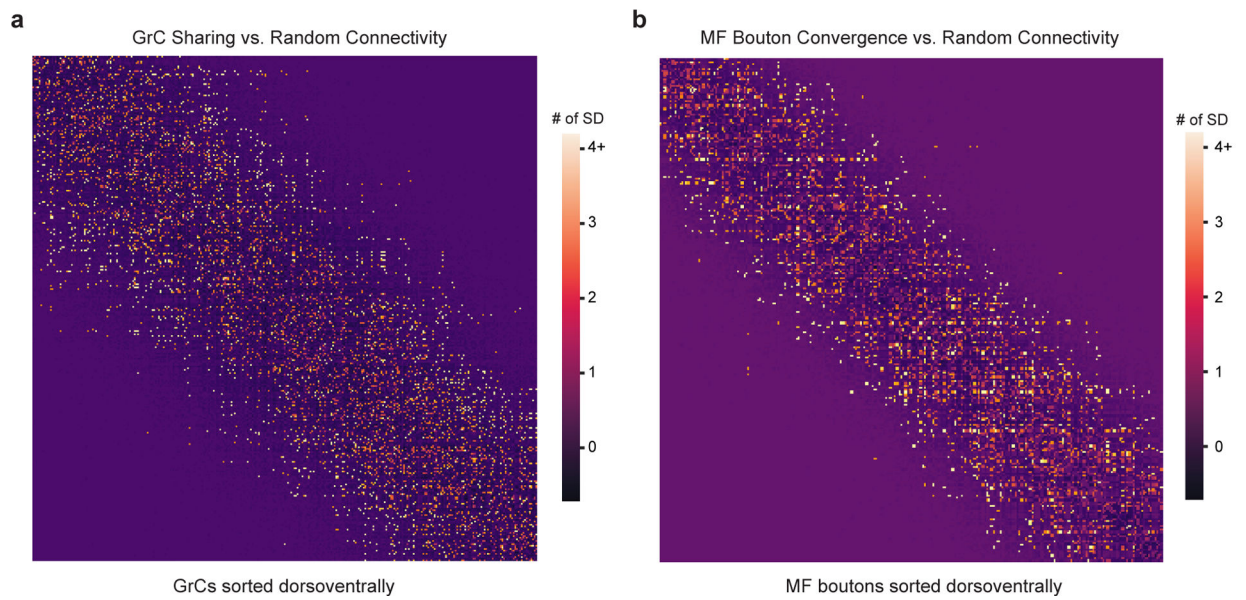 a
GrC Sharing vs. Random Connectivity
# of SD
4+
3
2
1
0
GrCs sorted dorsoventrally
b
MF Bouton Convergence vs. Random Connectivity
# of SD
4+
3
2
1
0
MF boutons sorted dorsoventrally